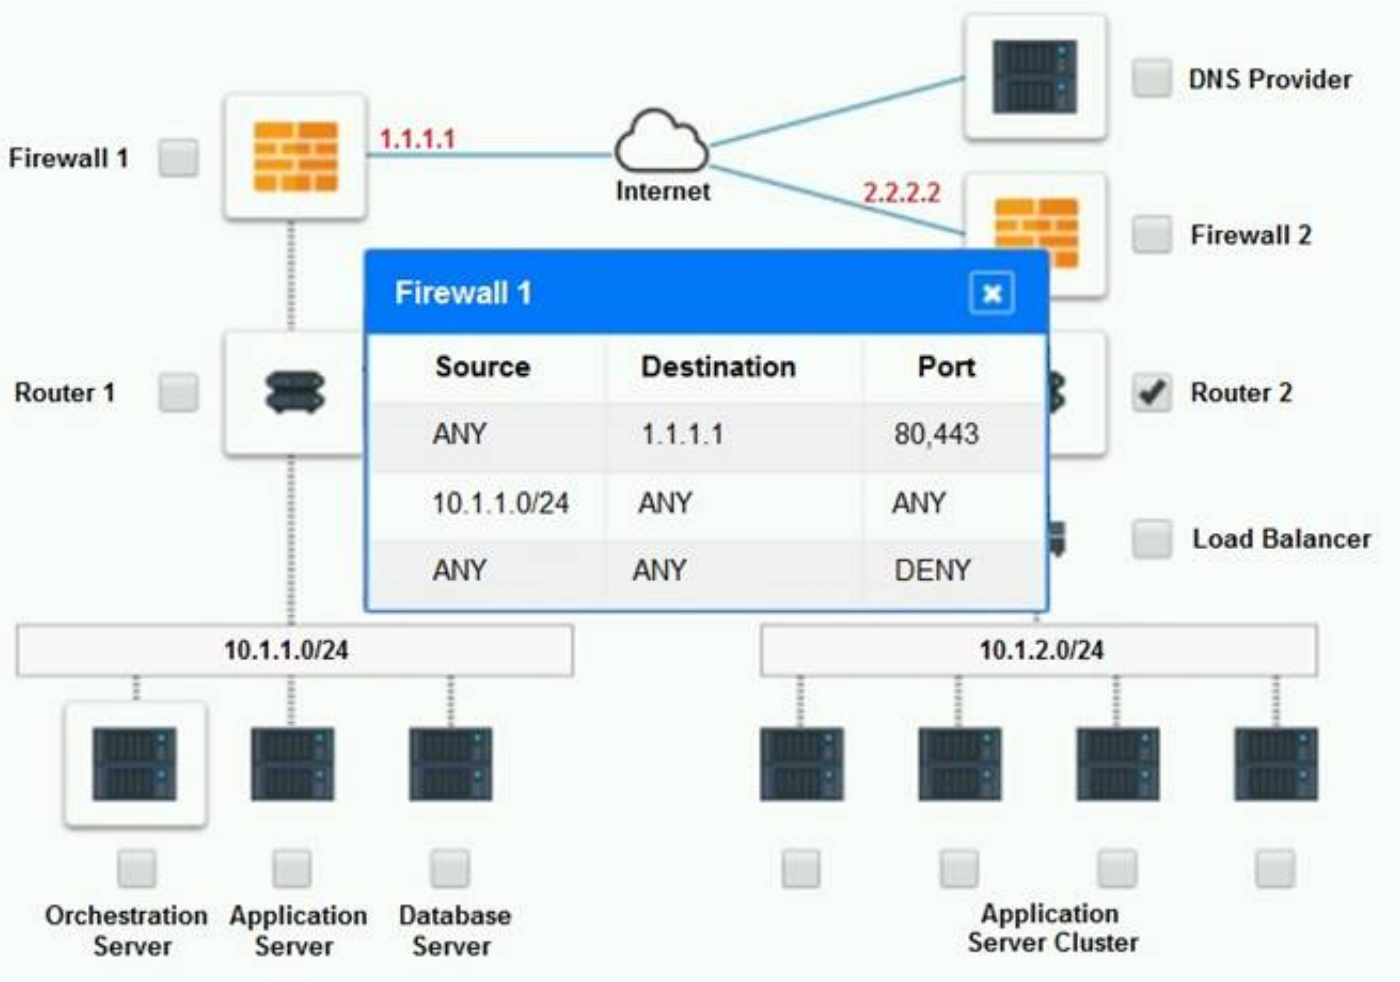 DNS Provider
Firewall 1
1.1.1.1
Internet
2.2.2.2
Firewall 2
Firewall 1
Source Destination Port
ANY 1.1.1.1 80,443
10.1.1.0/24 ANY ANY
ANY ANY DENY
Router 1
Router 2
Load Balancer
10.1.1.0/24
10.1.2.0/24
Orchestration
Server
Application
Server
Database
Server
Application
Server Cluster